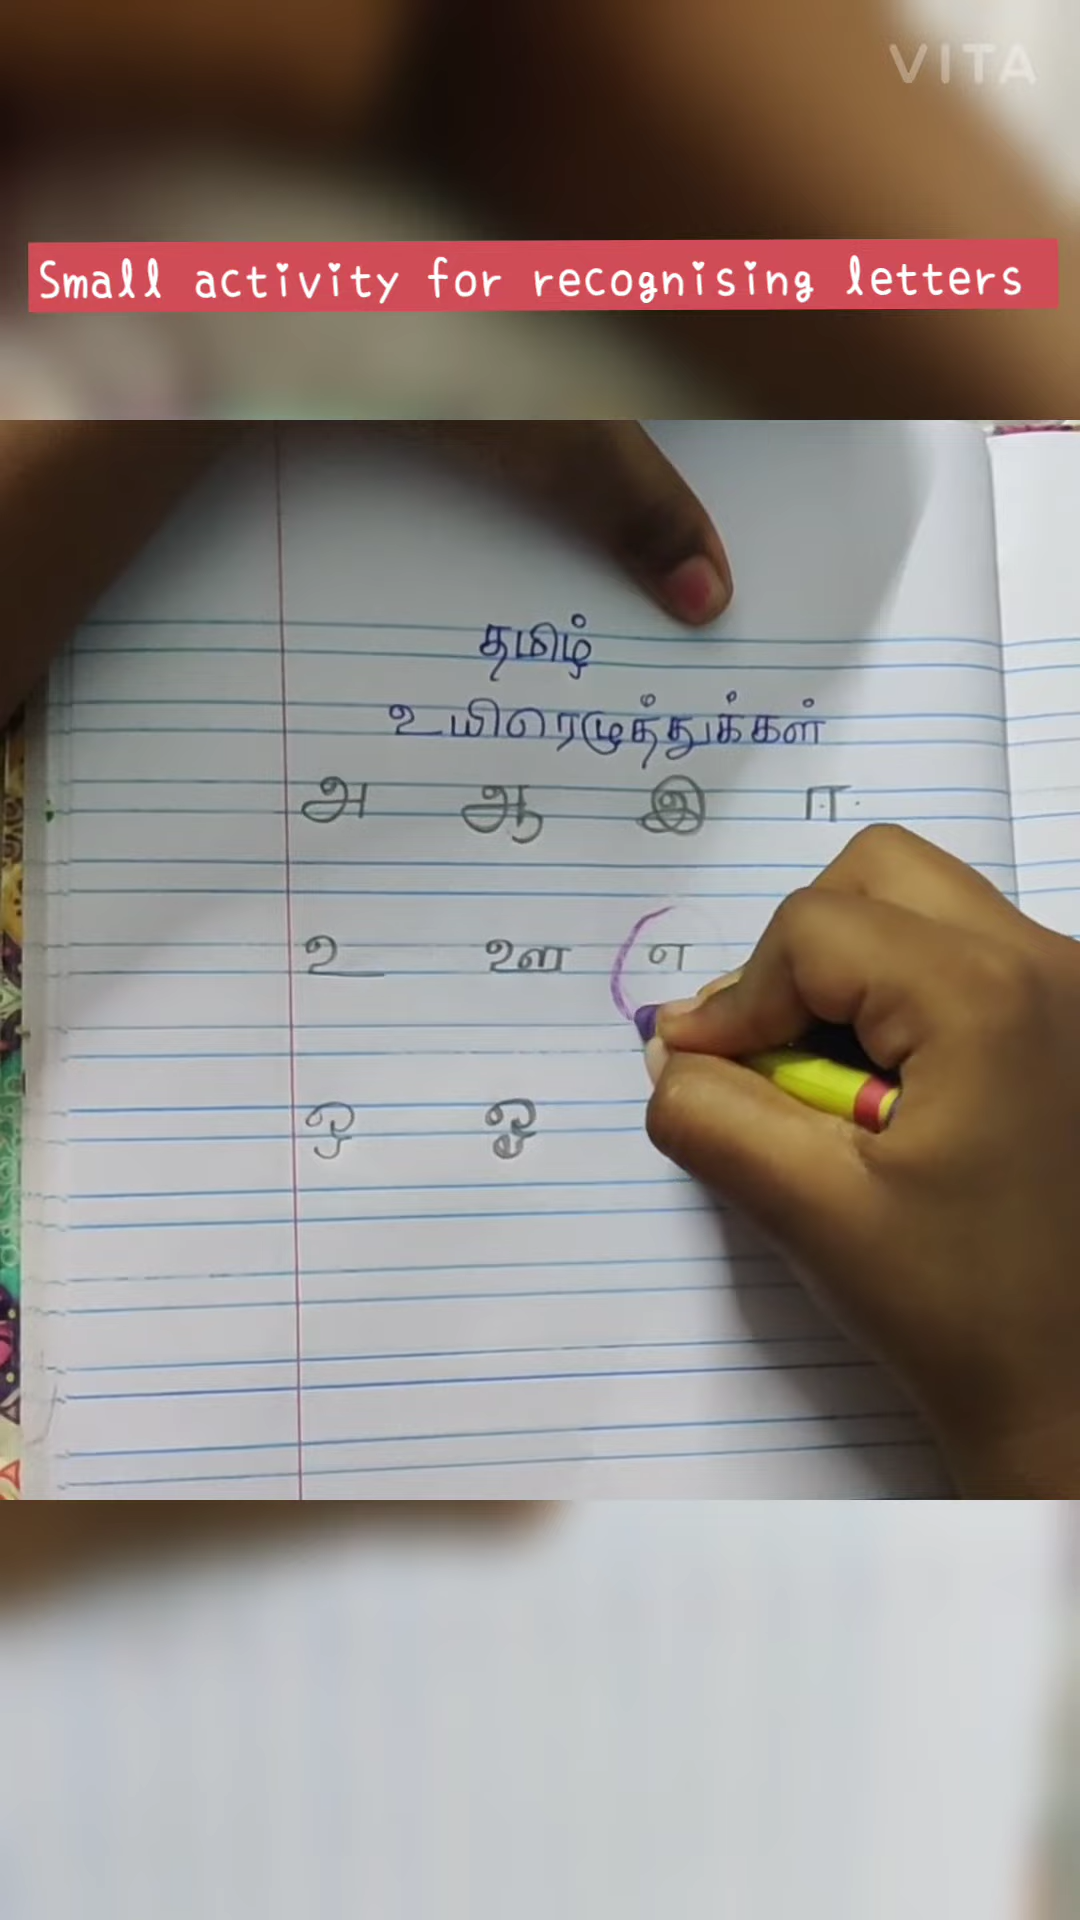 VITA
Small activity for recognising letters
தமிழ்
உயிரெழுத்துக்கள்
அ ஆ இ ஈ
உ ஊ எ
ஒ ஓ